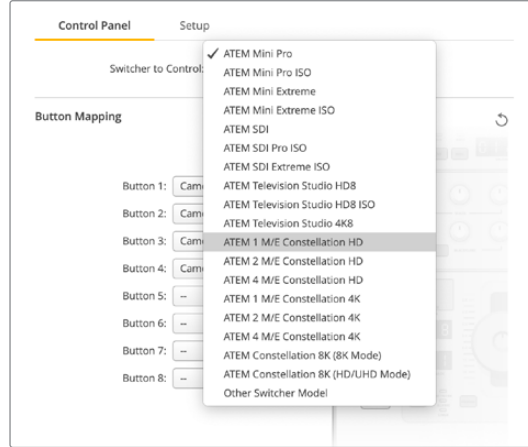 Control Panel Setup
Switcher to Control:
✓ ATEM Mini Pro
ATEM Mini Pro ISO
ATEM Mini Extreme
ATEM Mini Extreme ISO
ATEM SDI
ATEM SDI Pro ISO
ATEM SDI Extreme ISO
ATEM Television Studio HD8
ATEM Television Studio HD8 ISO
ATEM Television Studio 4K8
ATEM 1 M/E Constellation HD
ATEM 2 M/E Constellation HD
ATEM 4 M/E Constellation HD
ATEM 1 M/E Constellation 4K
ATEM 2 M/E Constellation 4K
ATEM 4 M/E Constellation 4K
ATEM Constellation 8K (8K Mode)
ATEM Constellation 8K (HD/UHD Mode)
Other Switcher Model
Button Mapping
Button 1: Cam
Button 2: Cam
Button 3: Cam
Button 4: Cam
Button 5: --
Button 6: --
Button 7: --
Button 8: --